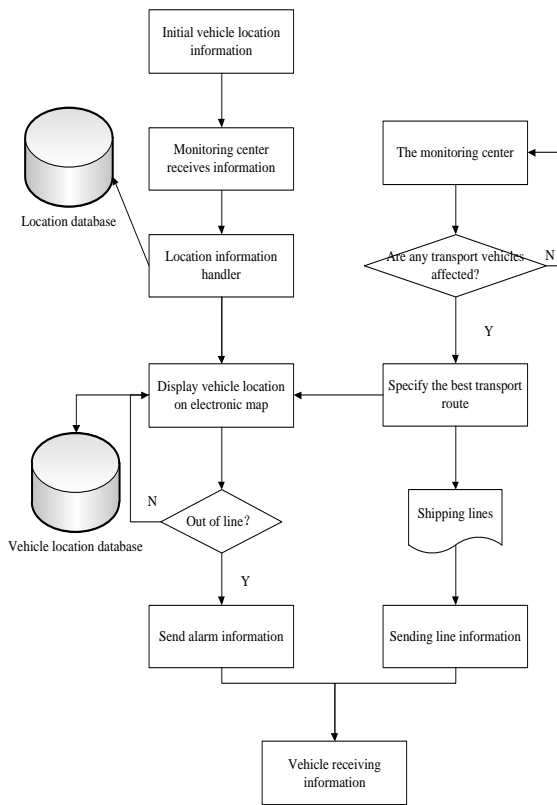 Initial vehicle location
information
Monitoring center
receives information
The monitoring center
Location database
Location information
handler
Are any transport vehicles
affected?
N
Y
Display vehicle location
on electronic map
Specify the best transport
route
N
Out of line?
Shipping lines
Vehicle location database
Y
Send alarm information
Sending line information
Vehicle receiving
information